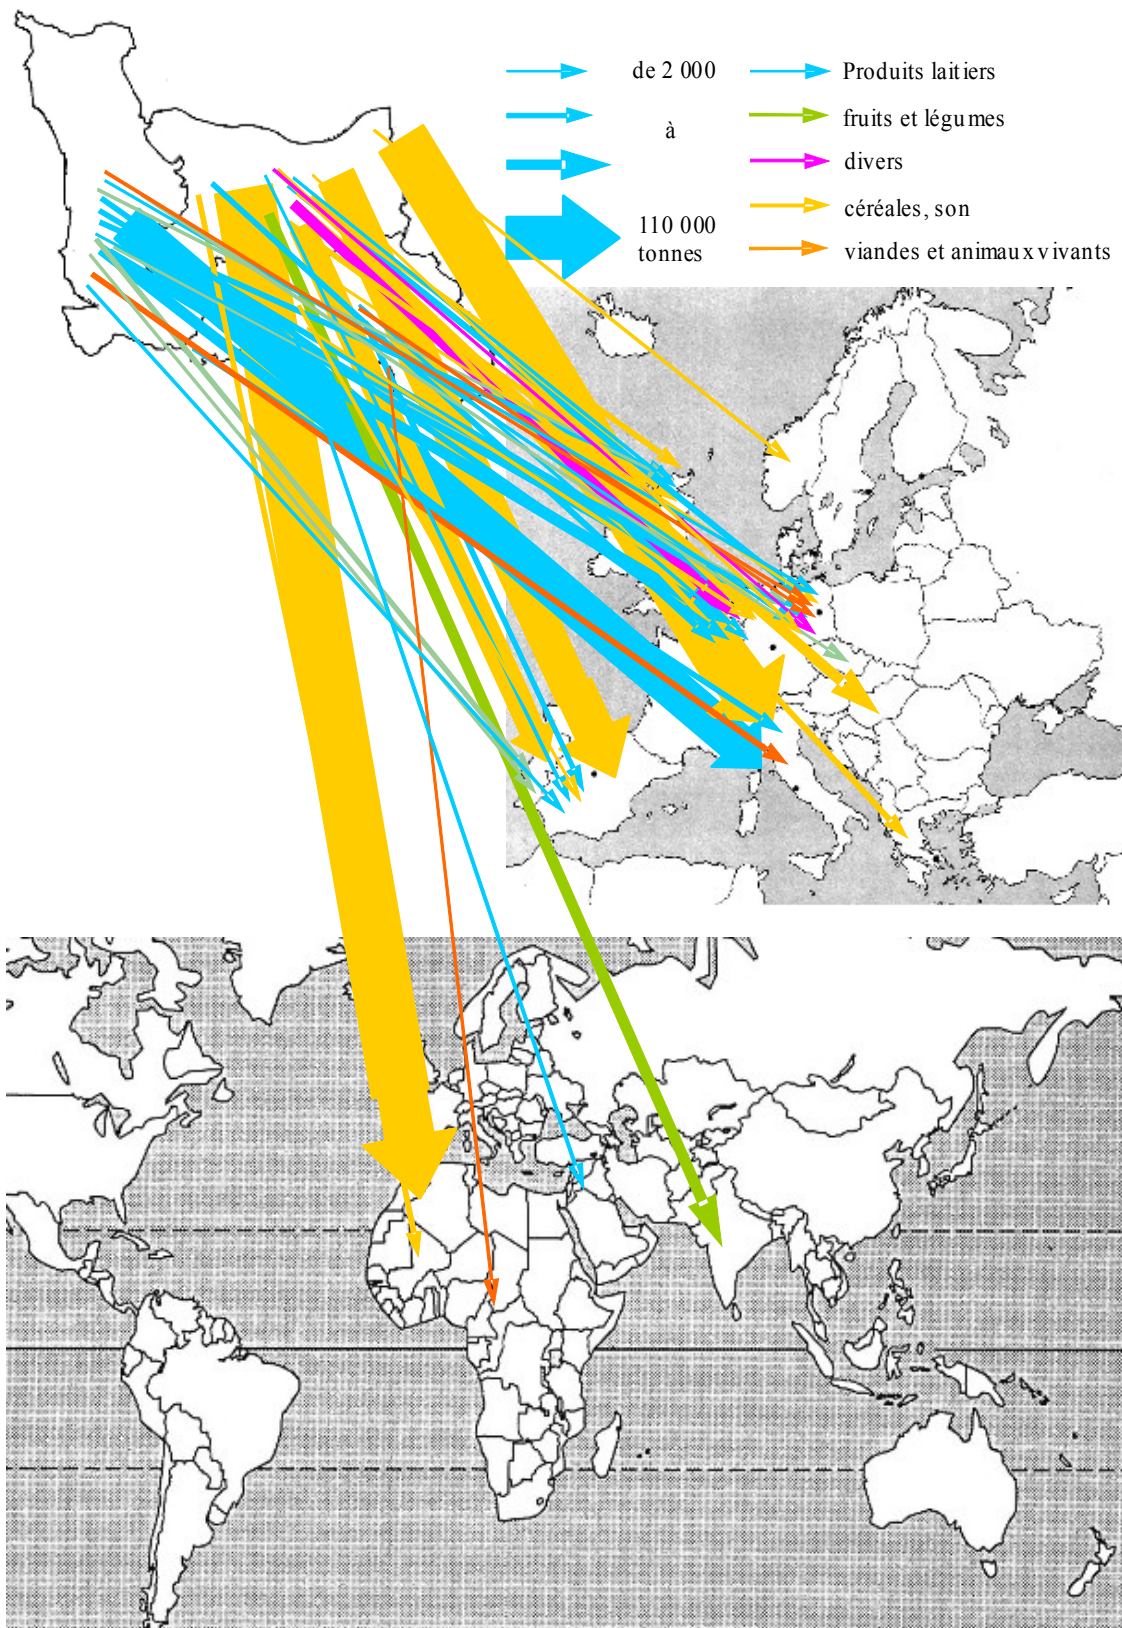 de 2 000
à
110 000
tonnes
Produits laitiers
fruits et légumes
divers
céréales, son
viandes et animaux vivants